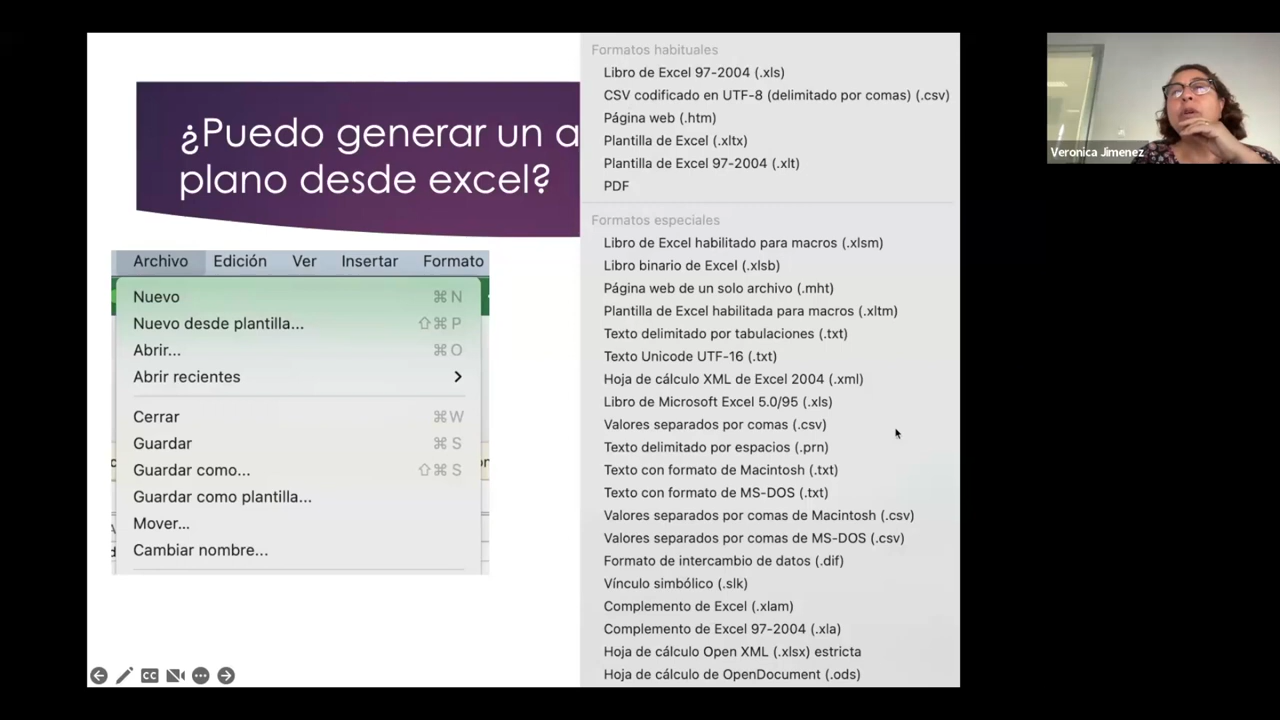 ¿Puedo generar un a
plano desde excel?
Archivo Edición Ver Insertar Formato
Nuevo ⌘N
Nuevo desde plantilla... ⇧⌘P
Abrir... ⌘O
Abrir recientes
Cerrar ⌘W
Guardar ⌘S
Guardar como... ⇧⌘S
Guardar como plantilla...
Mover...
Cambiar nombre...
Formatos habituales
Libro de Excel 97-2004 (.xls)
CSV codificado en UTF-8 (delimitado por comas) (.csv)
Página web (.htm)
Plantilla de Excel (.xltx)
Plantilla de Excel 97-2004 (.xlt)
PDF
Formatos especiales
Libro de Excel habilitado para macros (.xlsm)
Libro binario de Excel (.xlsb)
Página web de un solo archivo (.mht)
Plantilla de Excel habilitada para macros (.xltm)
Texto delimitado por tabulaciones (.txt)
Texto Unicode UTF-16 (.txt)
Hoja de cálculo XML de Excel 2004 (.xml)
Libro de Microsoft Excel 5.0/95 (.xls)
Valores separados por comas (.csv)
Texto delimitado por espacios (.prn)
Texto con formato de Macintosh (.txt)
Texto con formato de MS-DOS (.txt)
Valores separados por comas de Macintosh (.csv)
Valores separados por comas de MS-DOS (.csv)
Formato de intercambio de datos (.dif)
Vínculo simbólico (.slk)
Complemento de Excel (.xlam)
Complemento de Excel 97-2004 (.xla)
Hoja de cálculo Open XML (.xlsx) estricta
Hoja de cálculo de OpenDocument (.ods)
CC
Veronica Jimenez